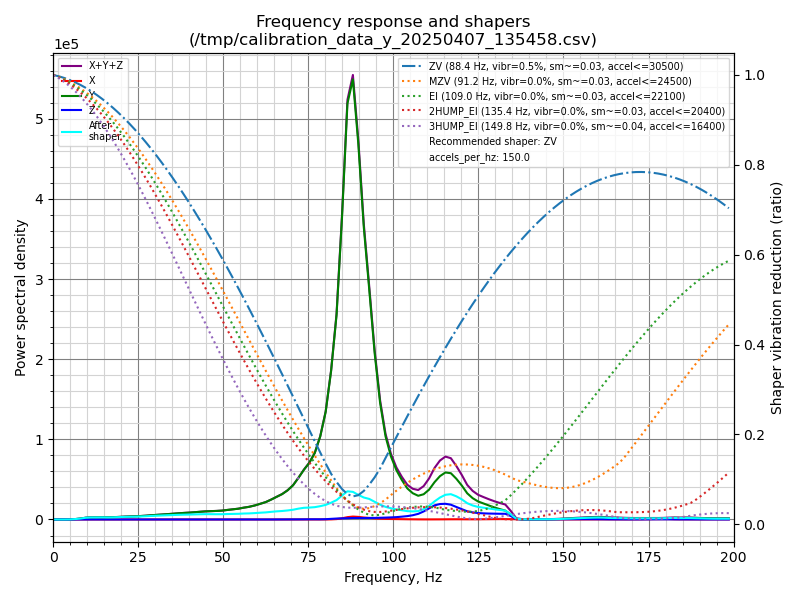 Frequency response and shapers
(/tmp/calibration_data_y_20250407_135458.csv)
1e5
X+Y+Z
X
Y
Z
After
shaper
ZV (88.4 Hz, vibr=0.5%, sm~=0.03, accel<=30500)
MZV (91.2 Hz, vibr=0.0%, sm~=0.03, accel<=24500)
EI (109.0 Hz, vibr=0.0%, sm~=0.03, accel<=22100)
2HUMP_EI (135.4 Hz, vibr=0.0%, sm~=0.03, accel<=20400)
3HUMP_EI (149.8 Hz, vibr=0.0%, sm~=0.04, accel<=16400)
Recommended shaper: ZV
accels_per_hz: 150.0
Power spectral density
5
4
3
2
1
0
1.0
0.8
0.6
0.4
0.2
0.0
Shaper vibration reduction (ratio)
0 25 50 75 100 125 150 175 200
Frequency, Hz